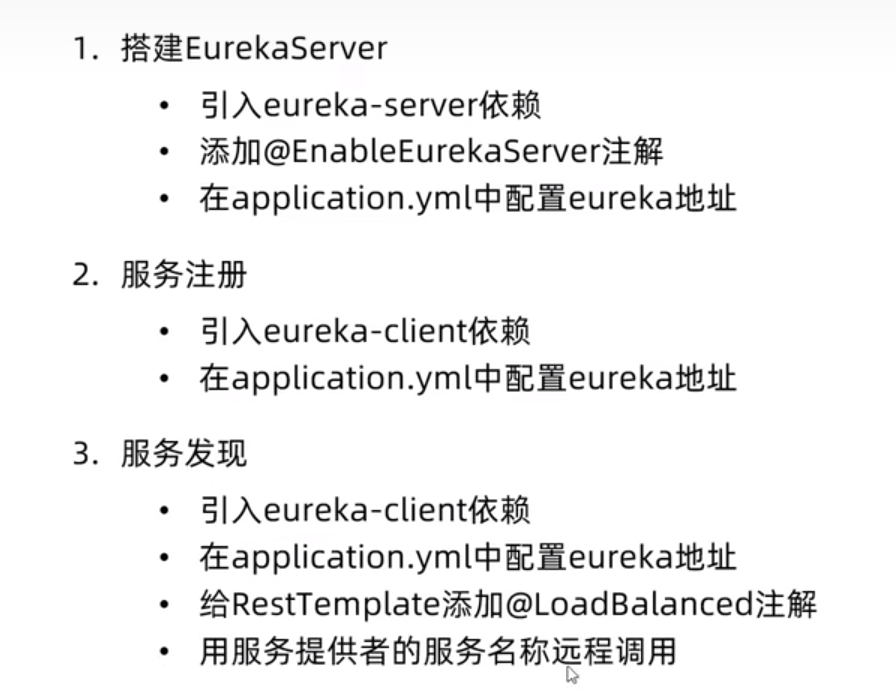 1. 搭建EurekaServer
• 引入eureka-server依赖
• 添加@EnableEurekaServer注解
• 在application.yml中配置eureka地址
2. 服务注册
• 引入eureka-client依赖
• 在application.yml中配置eureka地址
3. 服务发现
• 引入eureka-client依赖
• 在application.yml中配置eureka地址
• 给RestTemplate添加@LoadBalanced注解
• 用服务提供者的服务名称远程调用